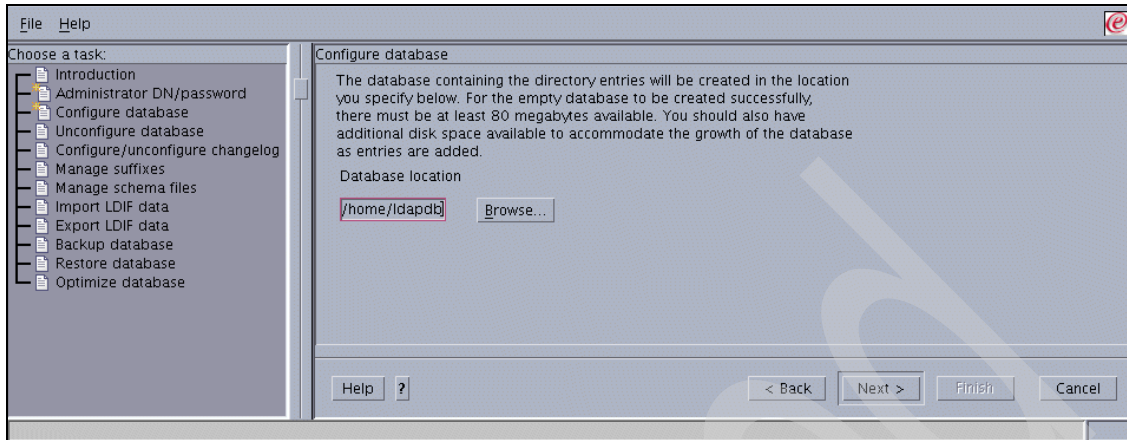 File Help
Choose a task:
Introduction
Administrator DN/password
Configure database
Unconfigure database
Configure/unconfigure changelog
Manage suffixes
Manage schema files
Import LDIF data
Export LDIF data
Backup database
Restore database
Optimize database
Configure database
The database containing the directory entries will be created in the location
you specify below. For the empty database to be created successfully,
there must be at least 80 megabytes available. You should also have
additional disk space available to accommodate the growth of the database
as entries are added.
Database location
/home/ldapdb Browse...
Help ? < Back Next > Finish Cancel